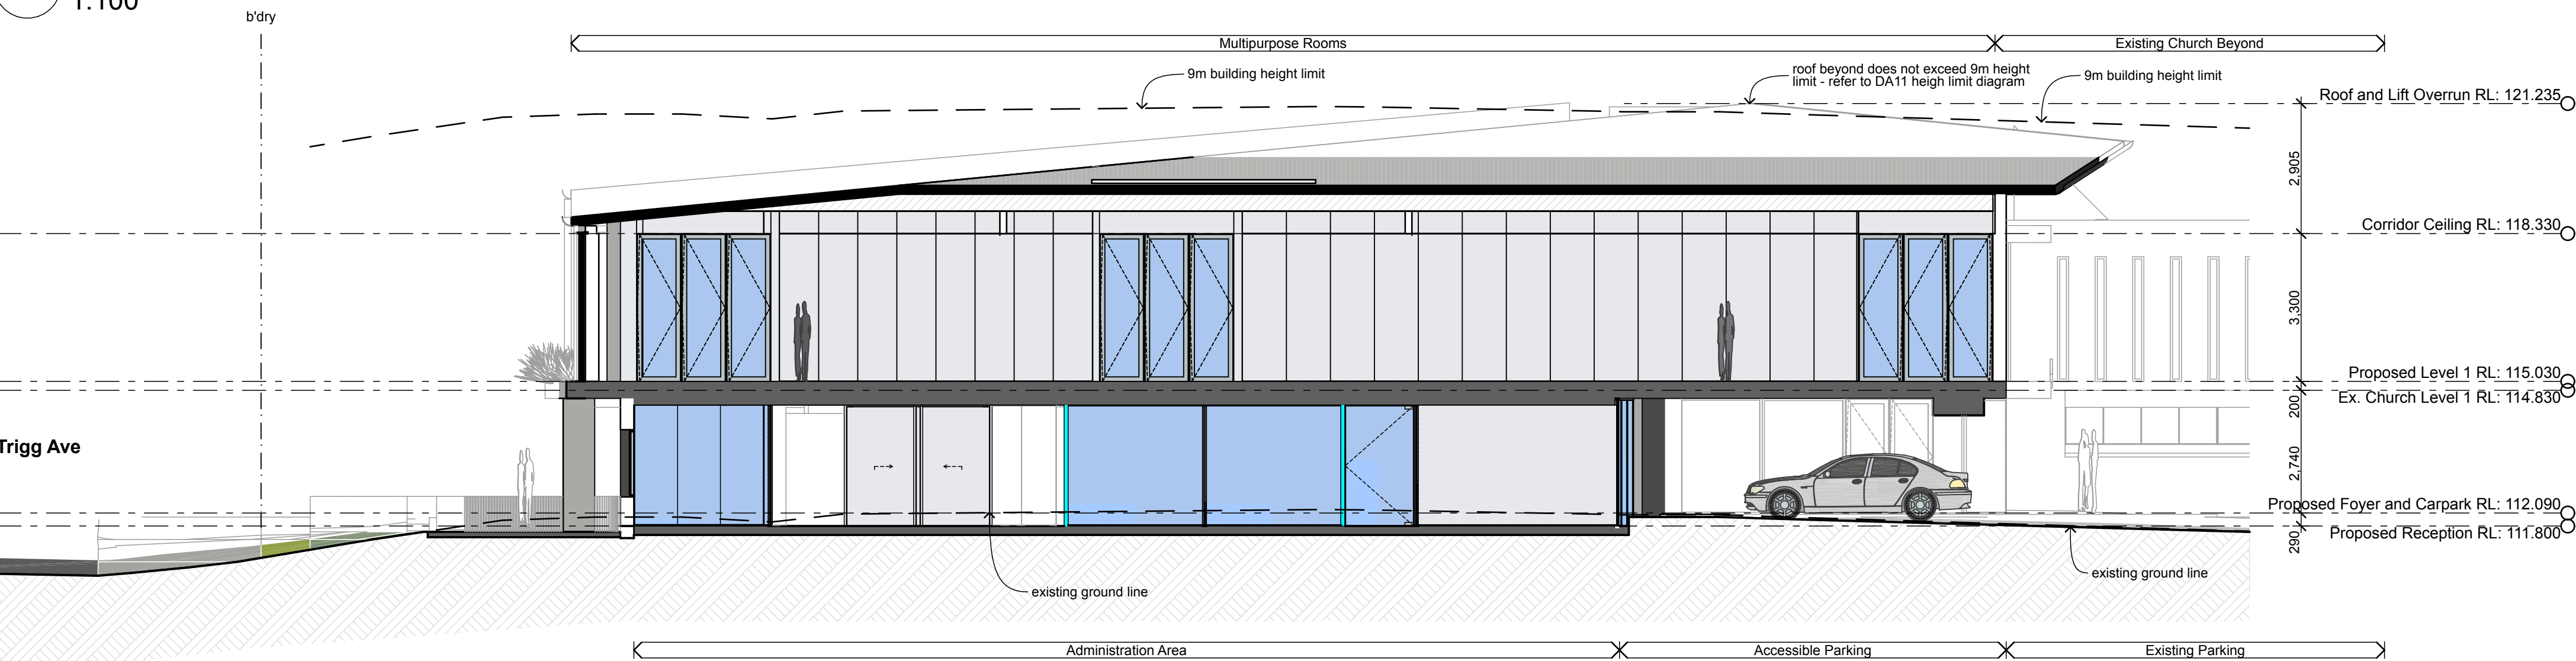 1:100
b'dry
Multipurpose Rooms
Existing Church Beyond
9m building height limit
roof beyond does not exceed 9m height
limit - refer to DA11 heigh limit diagram
9m building height limit
Roof and Lift Overrun RL: 121.235
2,905
Corridor Ceiling RL: 118.330
3,300
Proposed Level 1 RL: 115.030
200
Ex. Church Level 1 RL: 114.830
Trigg Ave
2,740
Proposed Foyer and Carpark RL: 112.090
290
Proposed Reception RL: 111.800
existing ground line
existing ground line
Administration Area
Accessible Parking
Existing Parking